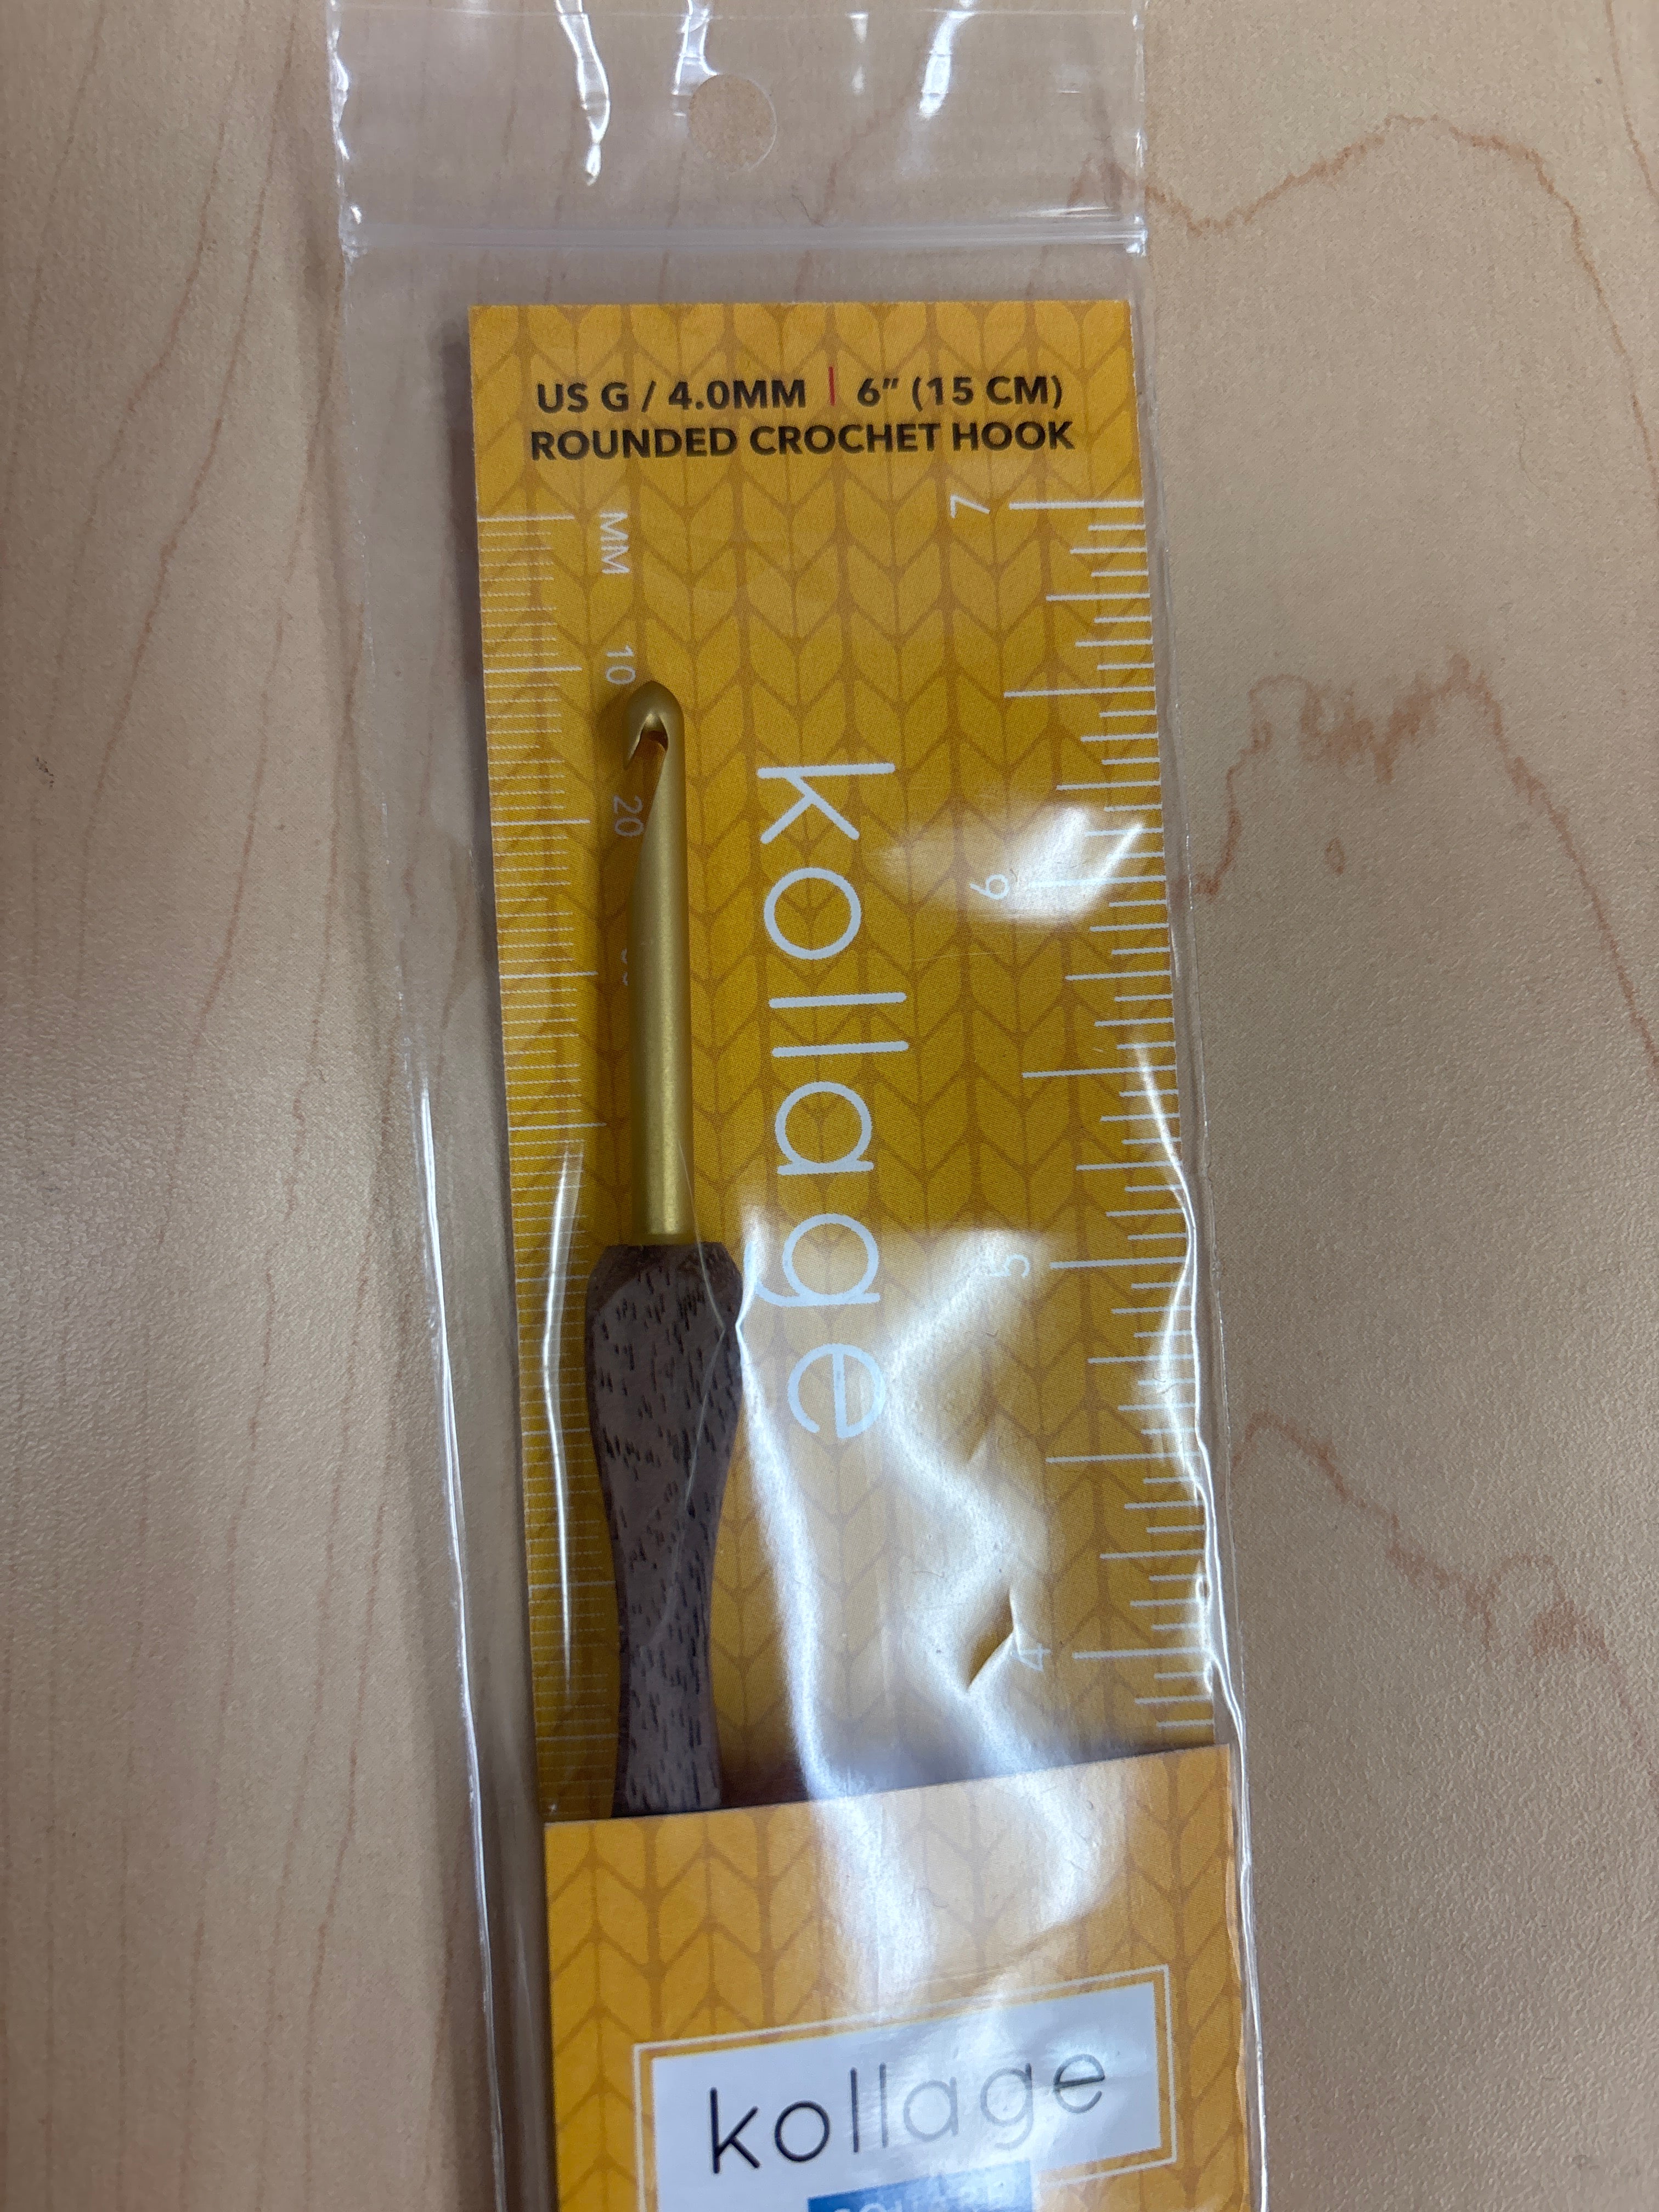 US G / 4.0MM | 6" (15 CM)
ROUNDED CROCHET HOOK
MM
10
20
7
6
5
4
kollage
kollage